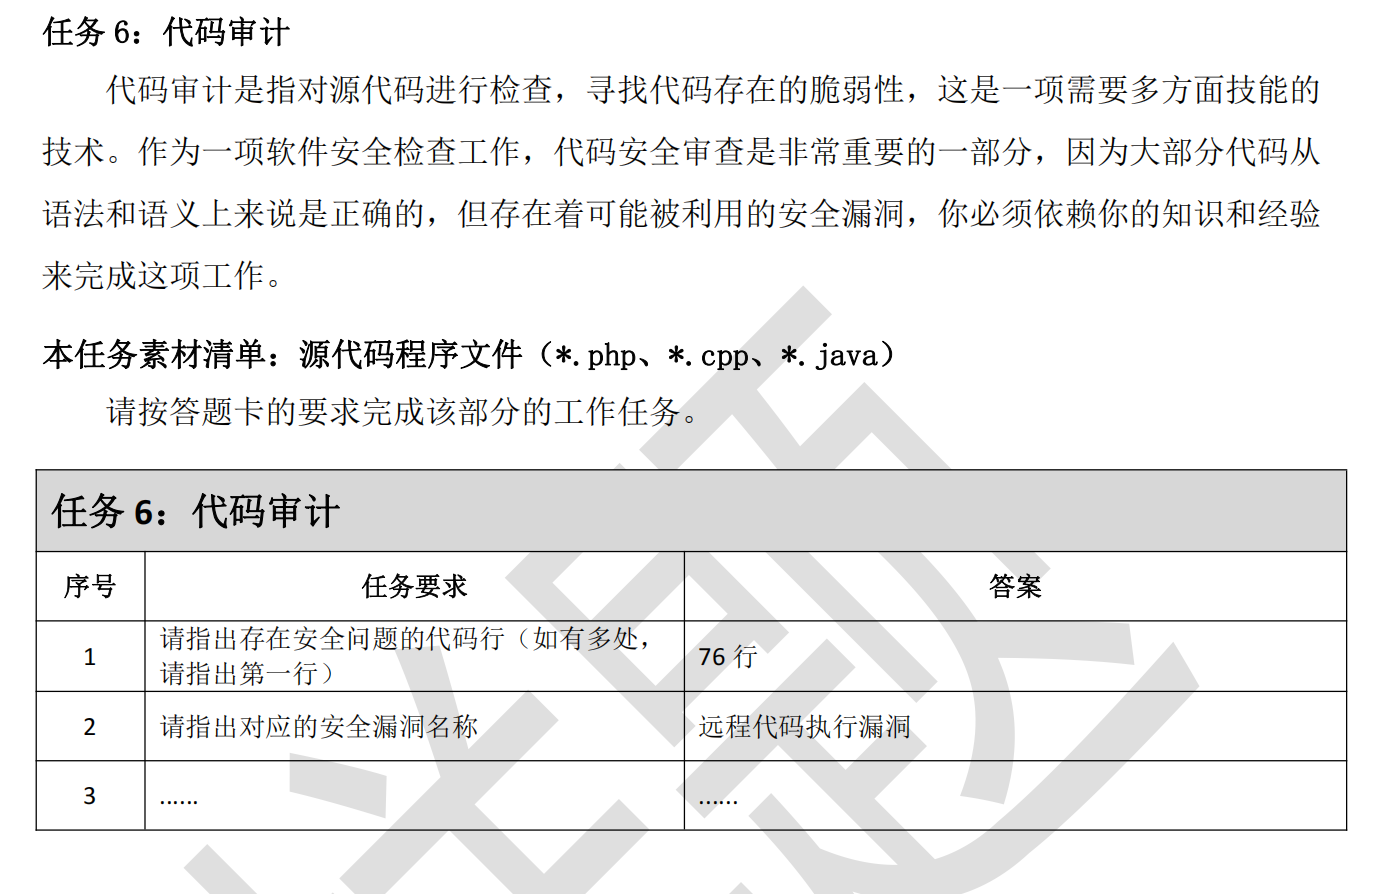 任务 6：代码审计
代码审计是指对源代码进行检查，寻找代码存在的脆弱性，这是一项需要多方面技能的
技术。作为一项软件安全检查工作，代码安全审查是非常重要的一部分，因为大部分代码从
语法和语义上来说是正确的，但存在着可能被利用的安全漏洞，你必须依赖你的知识和经验
来完成这项工作。
本任务素材清单：源代码程序文件（*.php、*.cpp、*.java）
请按答题卡的要求完成该部分的工作任务。
任务 6：代码审计
序号 任务要求 答案
1 请指出存在安全问题的代码行（如有多处， 76 行
请指出第一行）
2 请指出对应的安全漏洞名称 远程代码执行漏洞
3 ...... ......